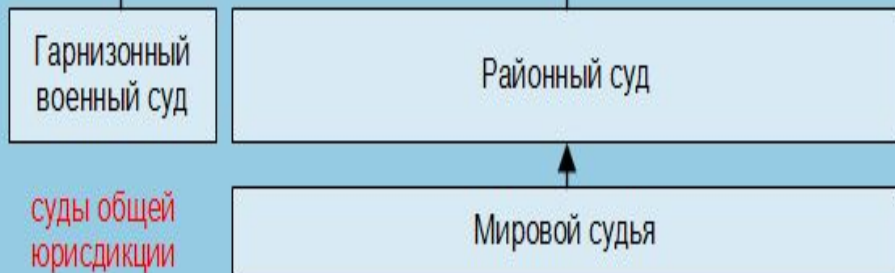 Гарнизонный
военный суд
Районный суд
суды общей
юрисдикции
Мировой судья